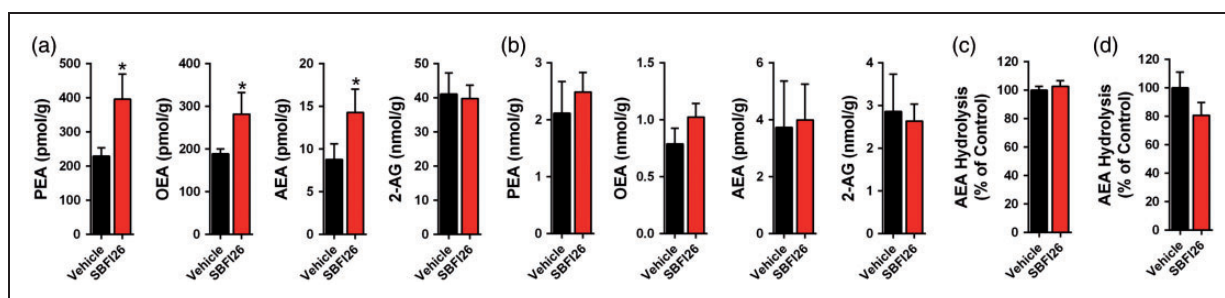 (a)
PEA (pmol/g)
500
400
300
200
100
0
*
Vehicle
SBFI26
OEA (pmol/g)
400
300
200
100
0
*
Vehicle
SBFI26
AEA (pmol/g)
20
15
10
5
0
*
Vehicle
SBFI26
2-AG (pmol/g)
50
40
30
20
10
0
Vehicle
SBFI26
(b)
PEA (nmol/g)
3
2
1
0
Vehicle
SBFI26
OEA (nmol/g)
1.5
1.0
0.5
0.0
Vehicle
SBFI26
AEA (pmol/g)
6
4
2
0
Vehicle
SBFI26
2-AG (nmol/g)
4
3
2
1
0
Vehicle
SBFI26
(c)
AEA Hydrolysis
(% of Control)
120
100
80
60
40
20
0
Vehicle
SBFI26
(d)
AEA Hydrolysis
(% of Control)
120
100
80
60
40
20
0
Vehicle
SBFI26